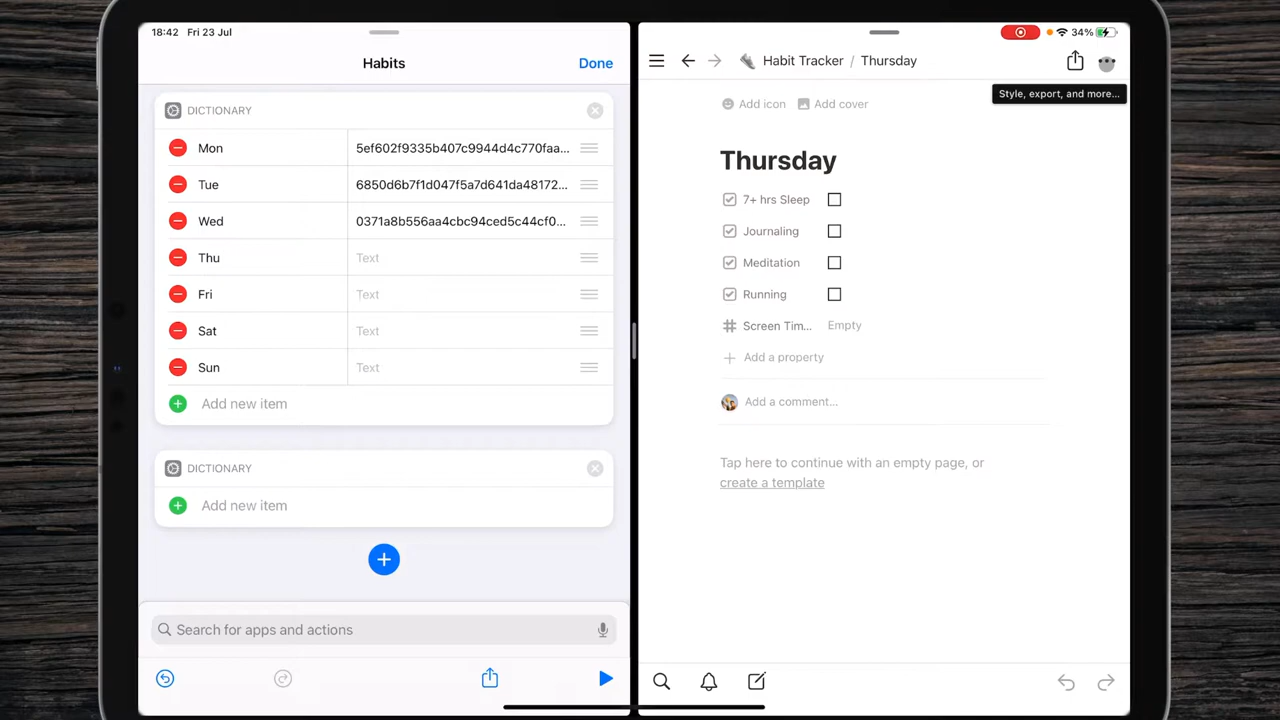 18:42 Fri 23 Jul
Habits
Done
DICTIONARY
Mon 5ef602f9335b407c9944d4c770faa...
Tue 6850d6b7f1d047f5a7d641da48172...
Wed 0371a8b556aa4cbc94ced5c44cf0...
Thu Text
Fri Text
Sat Text
Sun Text
Add new item
DICTIONARY
Add new item
Search for apps and actions
34%
Habit Tracker / Thursday
Style, export, and more...
Add icon Add cover
Thursday
7+ hrs Sleep
Journaling
Meditation
Running
Screen Tim... Empty
Add a property
Add a comment...
Tap here to continue with an empty page, or
create a template